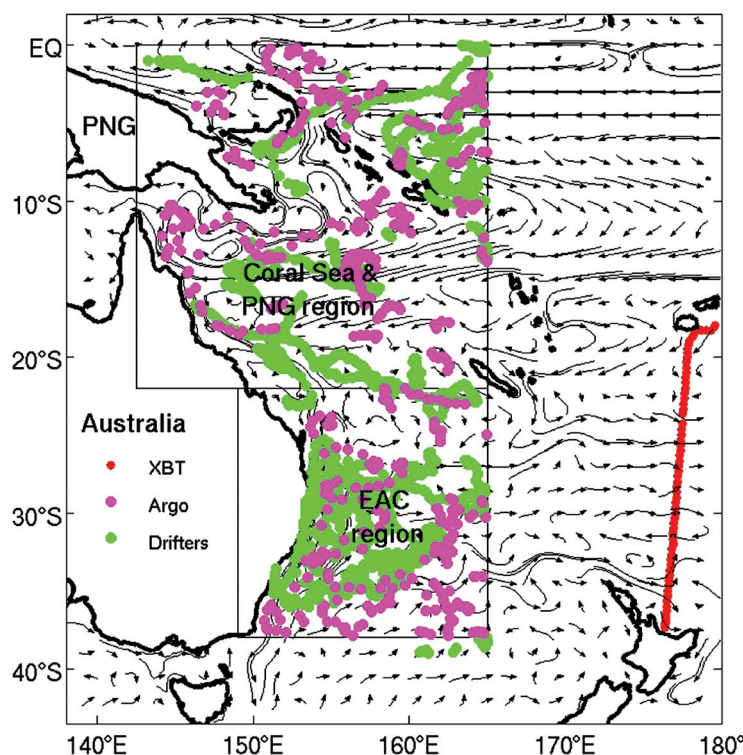 EQ
PNG
10°S
Coral Sea &
PNG region
20°S
Australia
XBT
Argo
Drifters
EAC
region
30°S
40°S
140°E
150°E
160°E
170°E
180°